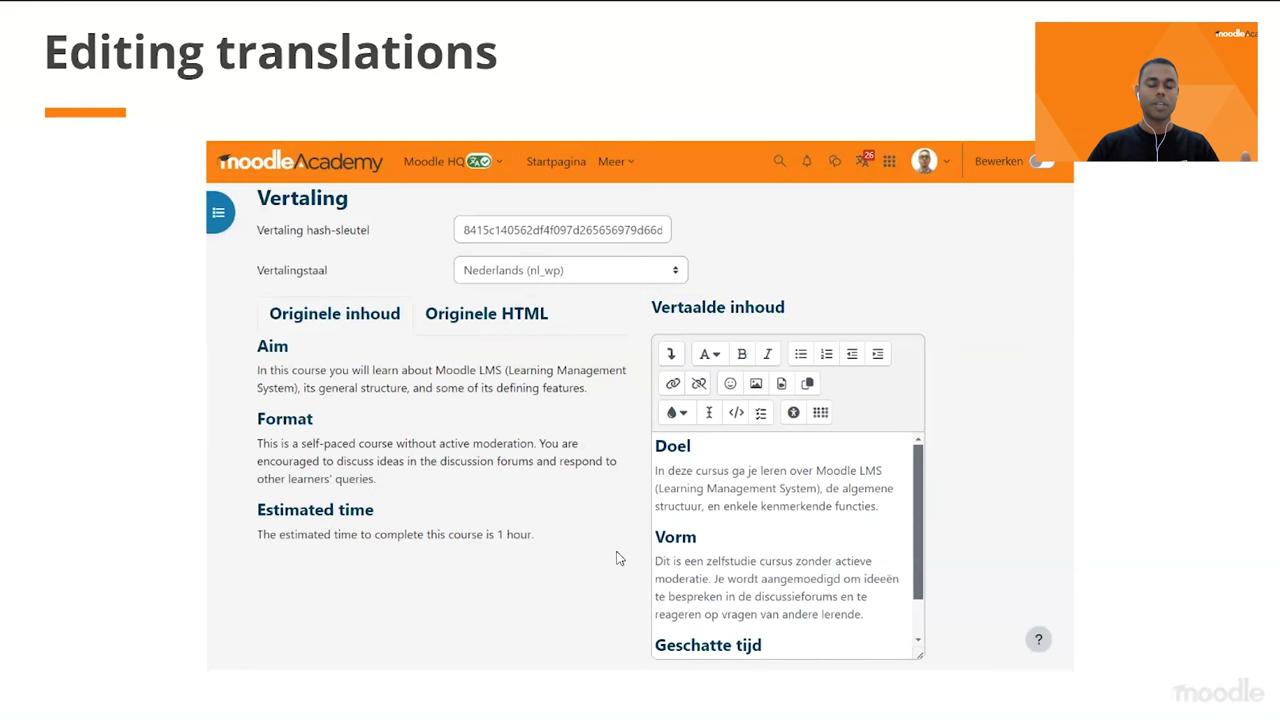 Editing translations
moodleAca
moodleAcademy
Moodle HQ
Startpagina
Meer
26
Bewerken
Vertaling
Vertaling hash-sleutel
8415c140562df4f097d265656979d66d
Vertalingstaal
Nederlands (nl_wp)
Originele inhoud
Originele HTML
Aim
In this course you will learn about Moodle LMS (Learning Management
System), its general structure, and some of its defining features.
Format
This is a self-paced course without active moderation. You are
encouraged to discuss ideas in the discussion forums and respond to
other learners' queries.
Estimated time
The estimated time to complete this course is 1 hour.
Vertaalde inhoud
A
B
I
Doel
In deze cursus ga je leren over Moodle LMS
(Learning Management System), de algemene
structuur, en enkele kenmerkende functies.
Vorm
Dit is een zelfstudie cursus zonder actieve
moderatie. Je wordt aangemoedigd om ideeën
te bespreken in de discussieforums en te
reageren op vragen van andere lerende.
Geschatte tijd
?
moodle